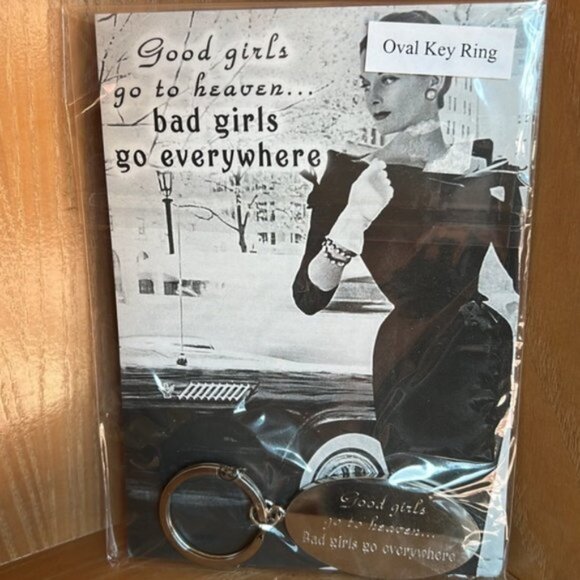 Oval Key Ring
Good girls
go to heaven...
bad girls
go everywhere
Good girls
go to heaven...
Bad girls go everywhere